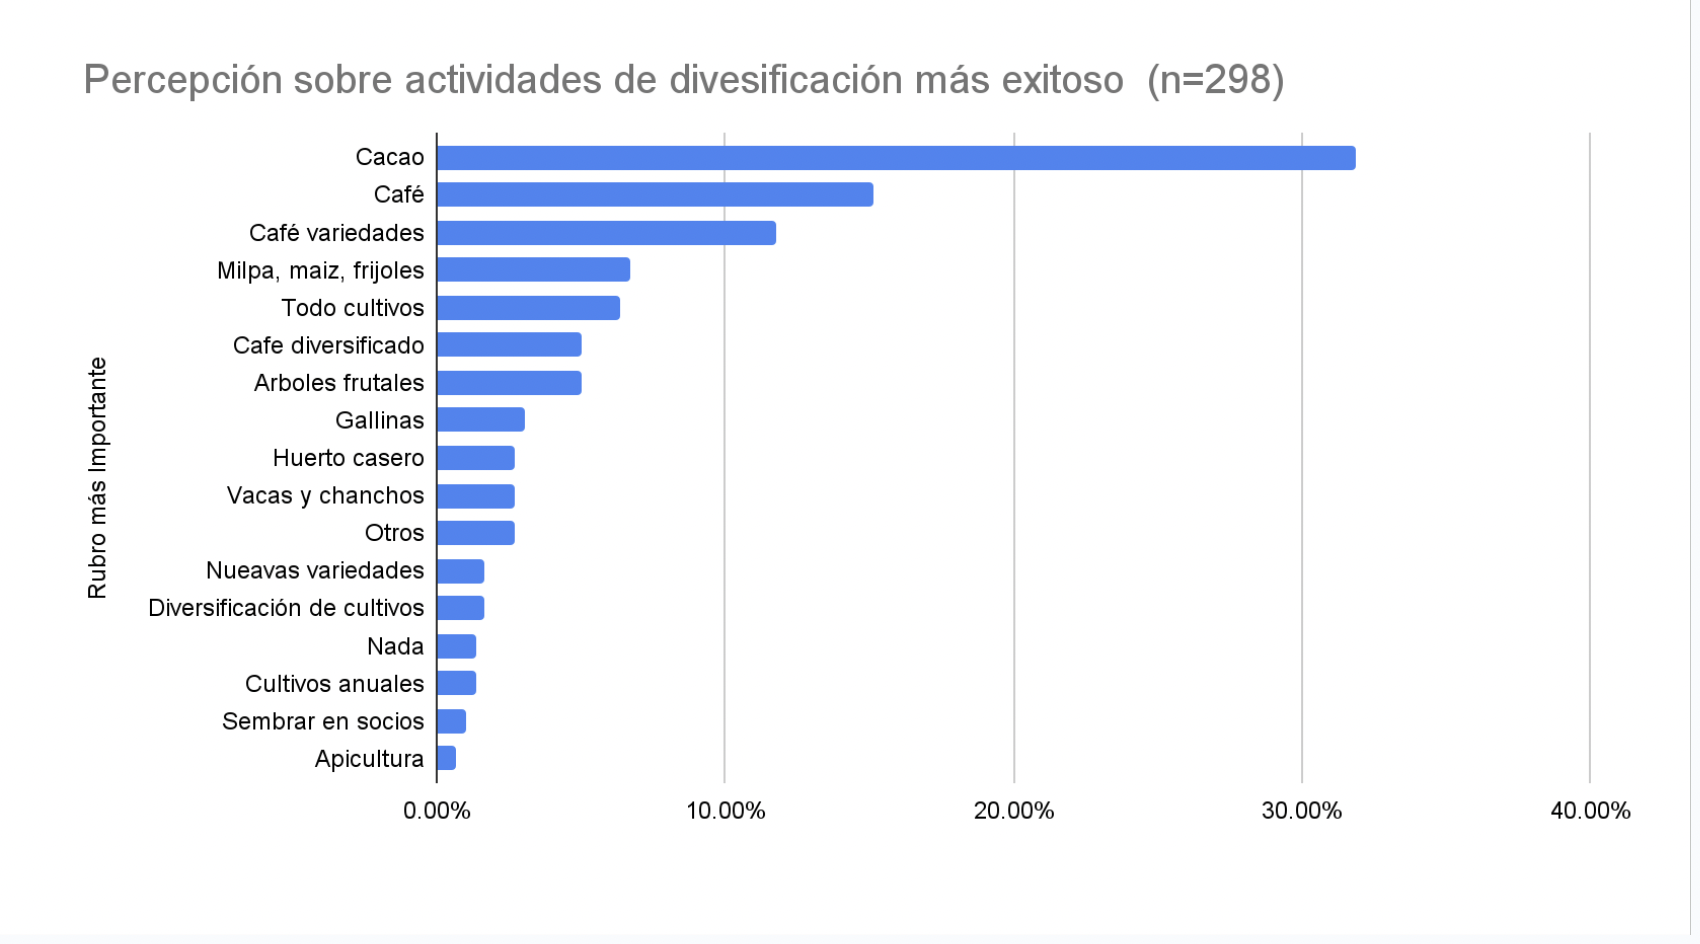 Percepción sobre actividades de divesificación más exitoso (n=298)
Rubro más Importante
Cacao
Café
Café variedades
Milpa, maiz, frijoles
Todo cultivos
Cafe diversificado
Arboles frutales
Gallinas
Huerto casero
Vacas y chanchos
Otros
Nueavas variedades
Diversificación de cultivos
Nada
Cultivos anuales
Sembrar en socios
Apicultura
0.00% 10.00% 20.00% 30.00% 40.00%